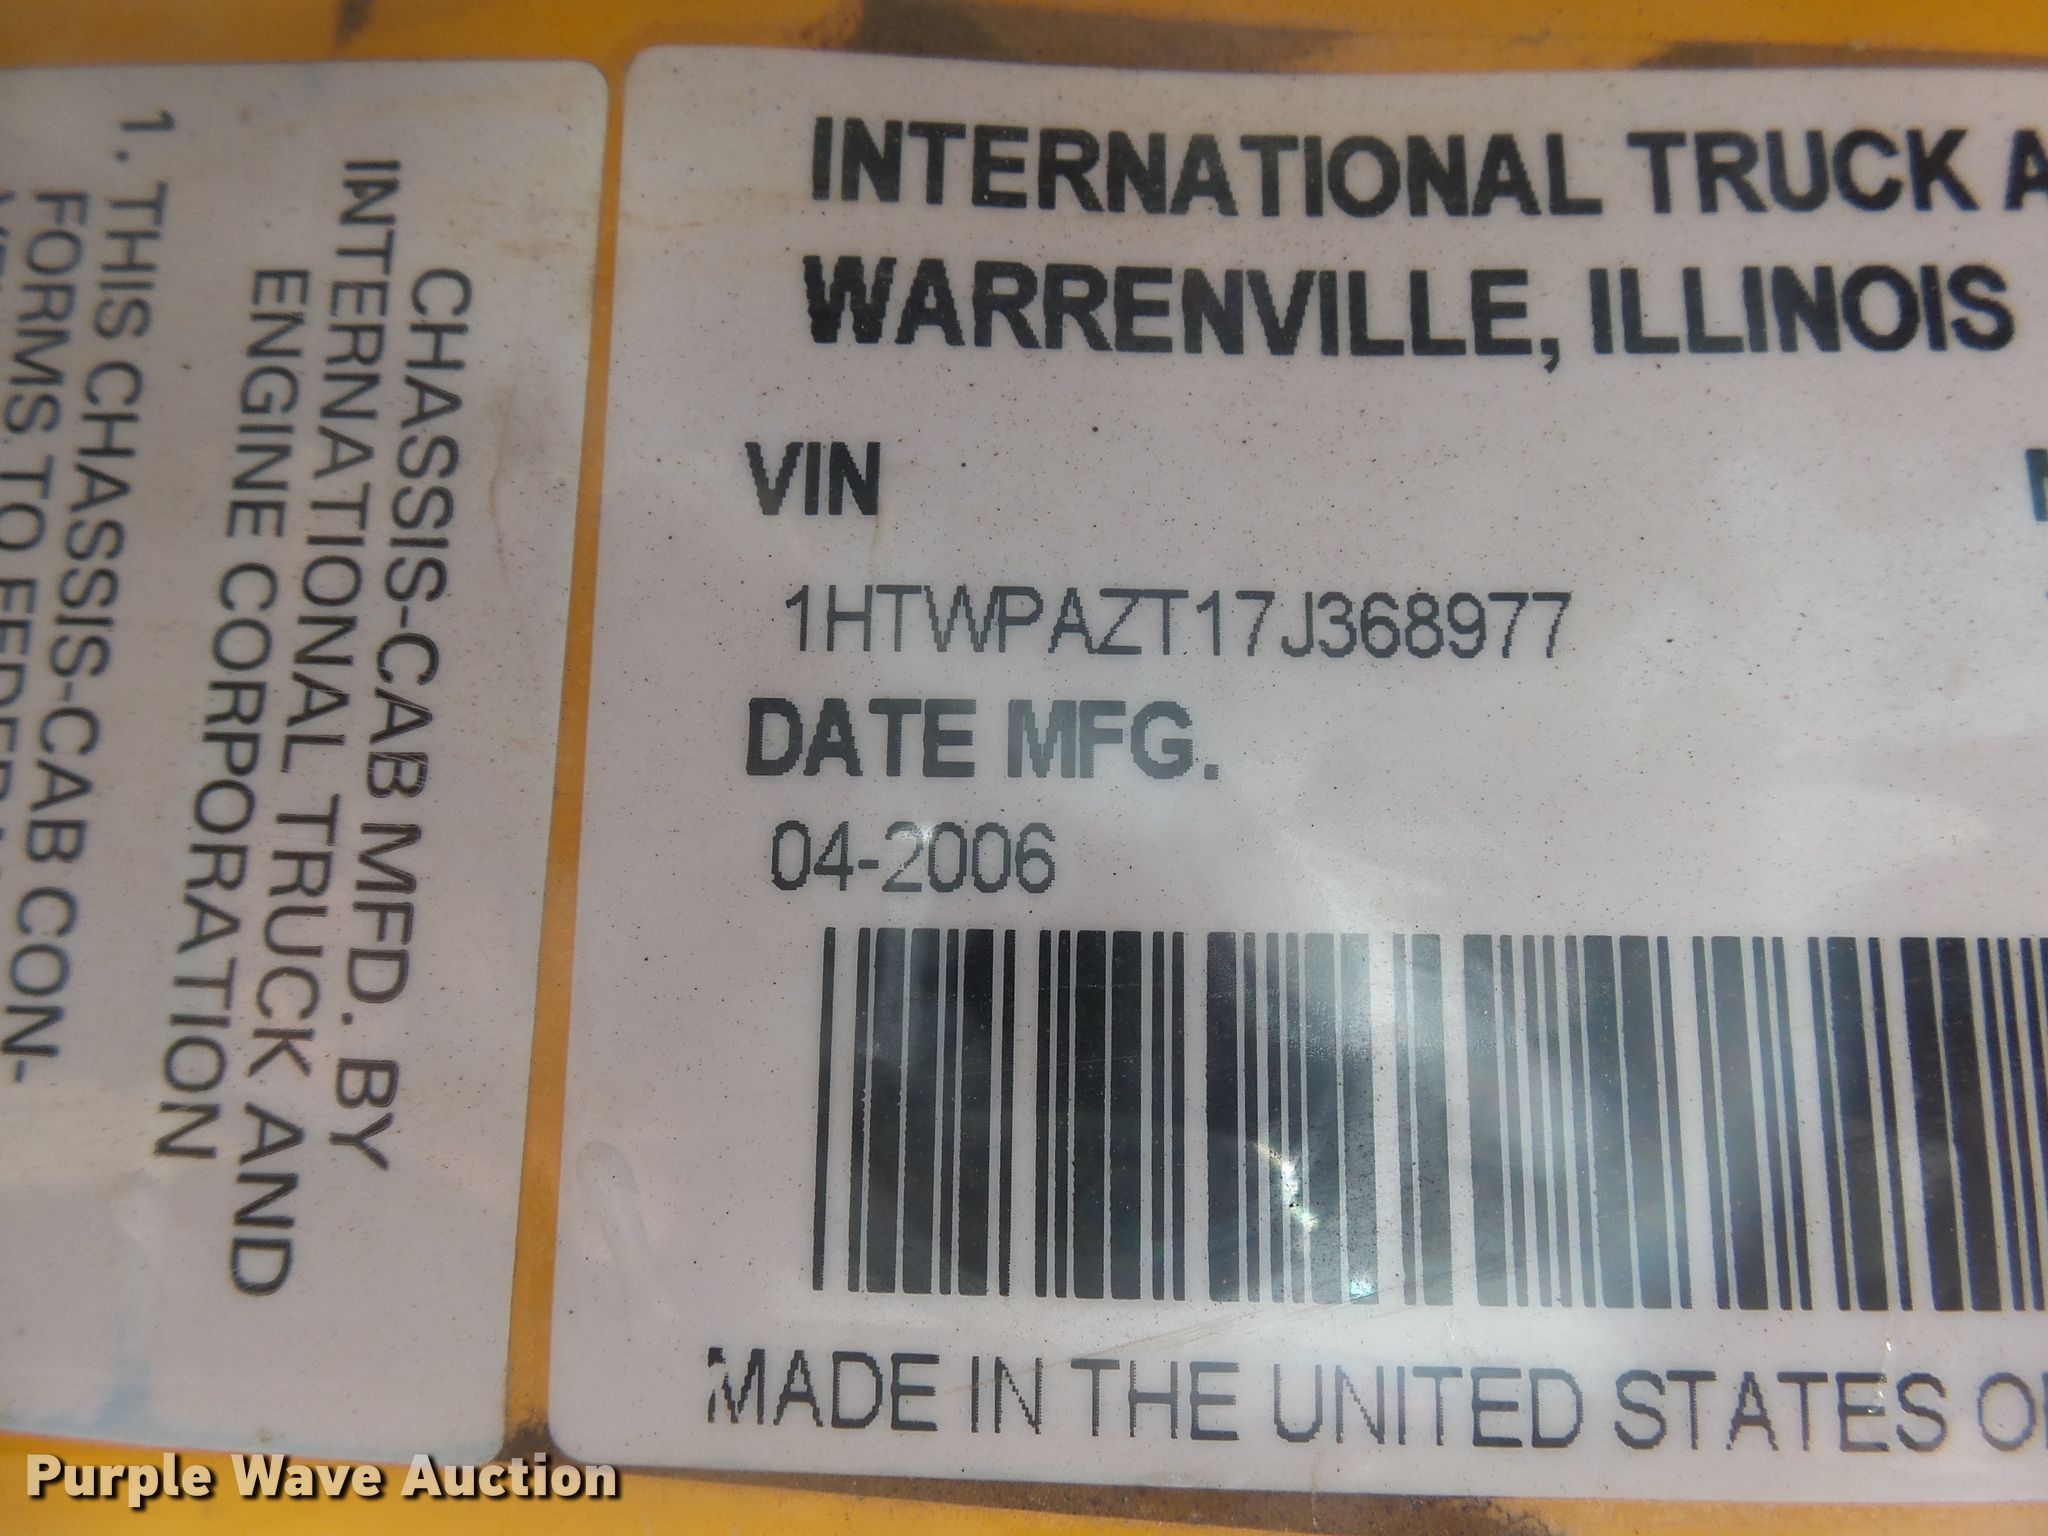 INTERNATIONAL TRUCK A
WARRENVILLE, ILLINOIS
VIN
1HTWPAZT17J368977
DATE MFG.
04-2006
MADE IN THE UNITED STATES
CHASSIS-CAB MFD. BY
INTERNATIONAL TRUCK AND
ENGINE CORPORATION
1. THIS CHASSIS-CAB CON-
FORMS TO FEDERAL
Purple Wave Auction